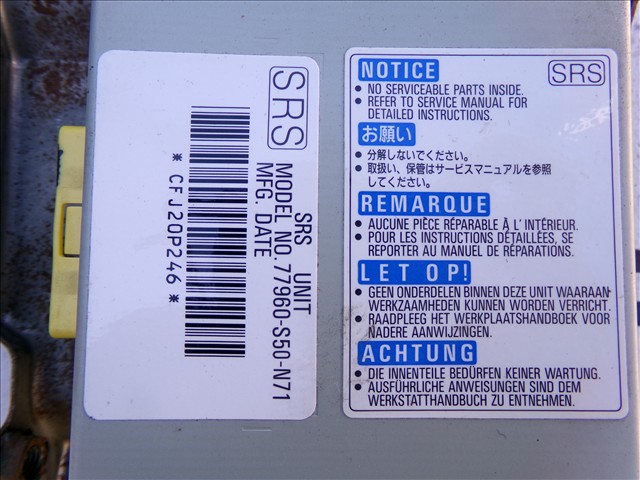 SRS
SRS UNIT
MODEL NO. 77960-S50-N71
MFG. DATE
* CFJ20P246 *
NOTICE
SRS
• NO SERVICEABLE PARTS INSIDE.
• REFER TO SERVICE MANUAL FOR
DETAILED INSTRUCTIONS.
お願い
• 分解しないでください。
• 取扱い、保管はサービスマニュアルを参照
してください。
REMARQUE
• AUCUNE PIÈCE RÉPARABLE À L'INTÉRIEUR.
• POUR LES INSTRUCTIONS DÉTAILLÉES, SE
REPORTER AU MANUEL DE RÉPARATIONS.
LET OP!
• GEEN ONDERDELEN BINNEN DEZE UNIT WAARAAN
WERKZAAMHEDEN KUNNEN WORDEN VERRICHT.
• RAADPLEEG HET WERKPLAATSHANDBOEK VOOR
NADERE AANWIJZINGEN.
ACHTUNG
• DIE INNENTEILE BEDÜRFEN KEINER WARTUNG.
• AUSFÜHRLICHE ANWEISUNGEN SIND DEM
WERKSTATTHANDBUCH ZU ENTNEHMEN.